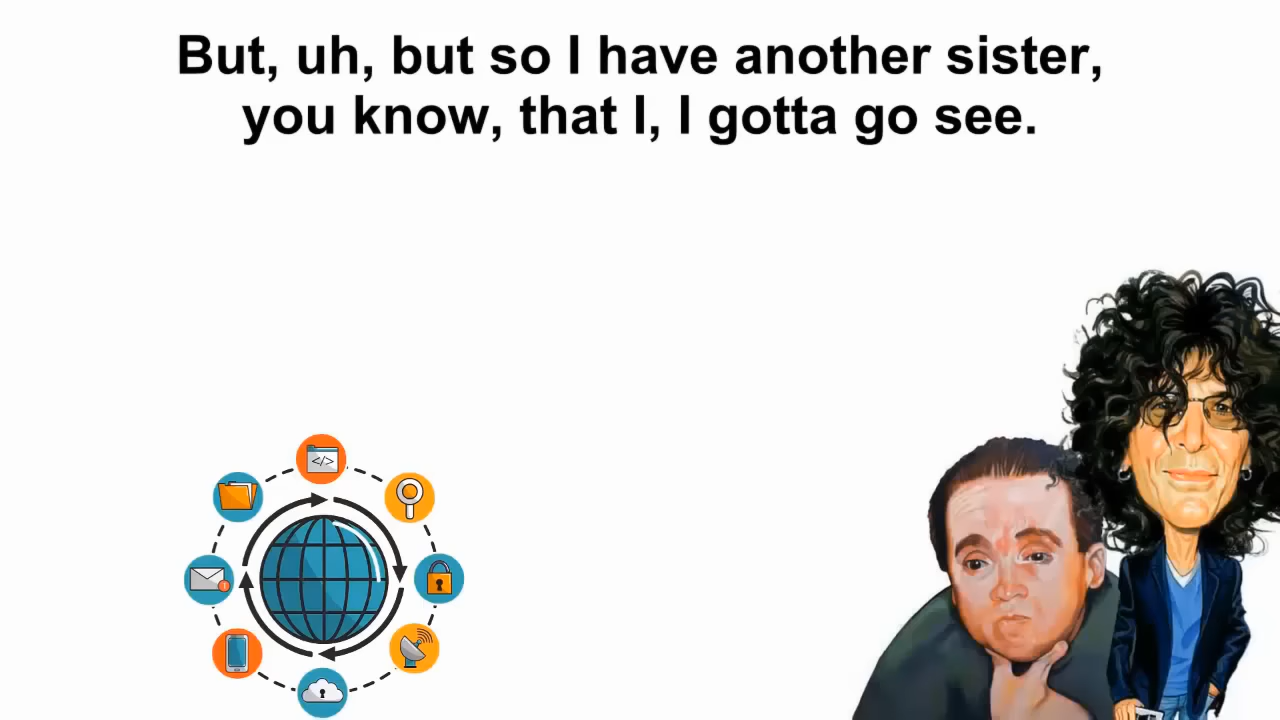 But, uh, but so I have another sister,
you know, that I, I gotta go see.
</>